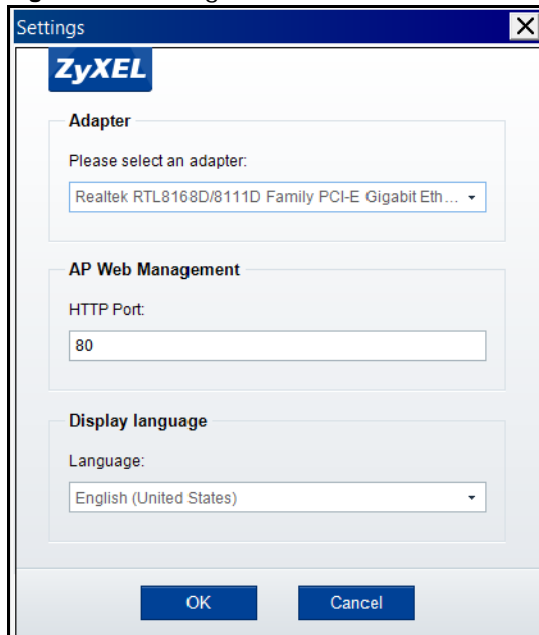 Settings
ZyXEL
Adapter
Please select an adapter:
Realtek RTL8168D/8111D Family PCI-E Gigabit Eth...
AP Web Management
HTTP Port:
80
Display language
Language:
English (United States)
OK Cancel